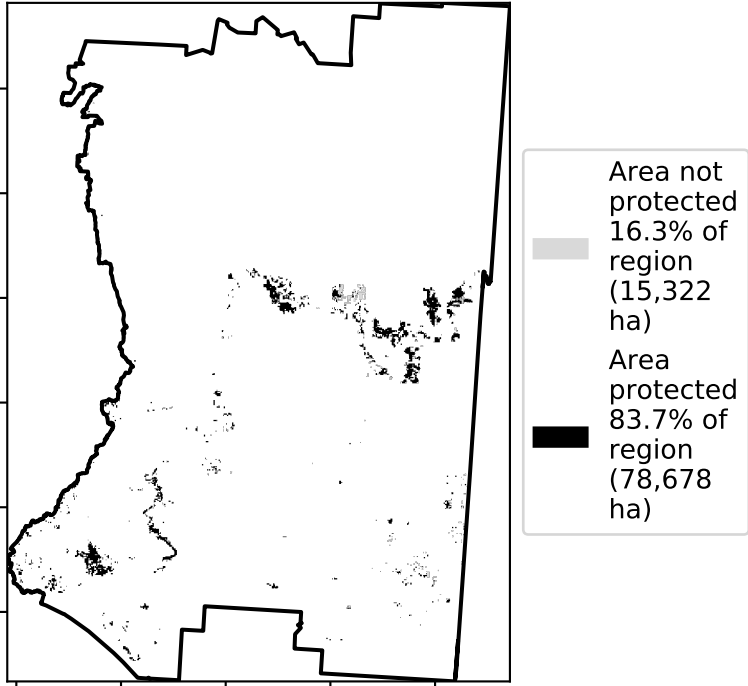 Area not
protected
16.3% of
region
(15,322
ha)
Area
protected
83.7% of
region
(78,678
ha)